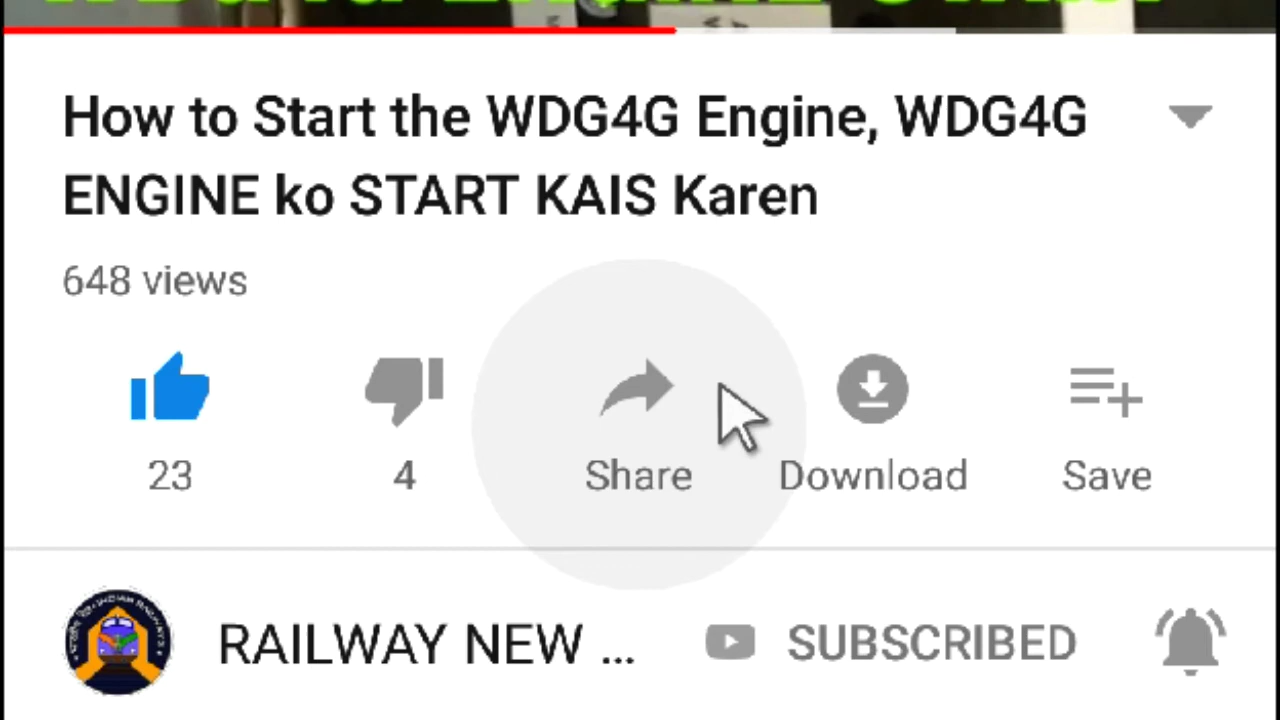 How to Start the WDG4G Engine, WDG4G
ENGINE ko START KAIS Karen
648 views
23
4
Share
Download
Save
RAILWAY NEW ...
SUBSCRIBED